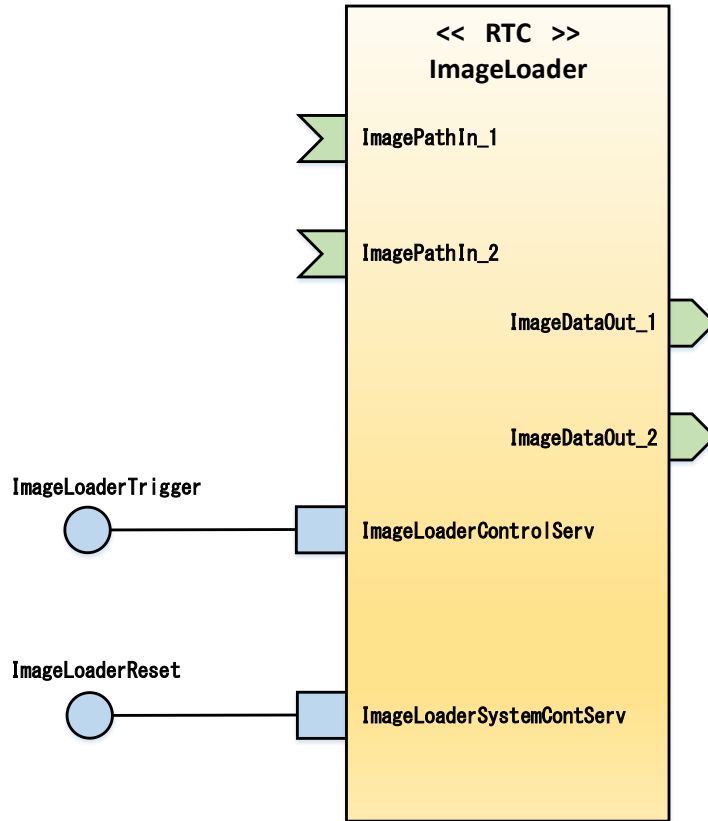 << RTC >>
ImageLoader
ImagePathIn_1
ImagePathIn_2
ImageDataOut_1
ImageDataOut_2
ImageLoaderTrigger
ImageLoaderControlServ
ImageLoaderReset
ImageLoaderSystemContServ